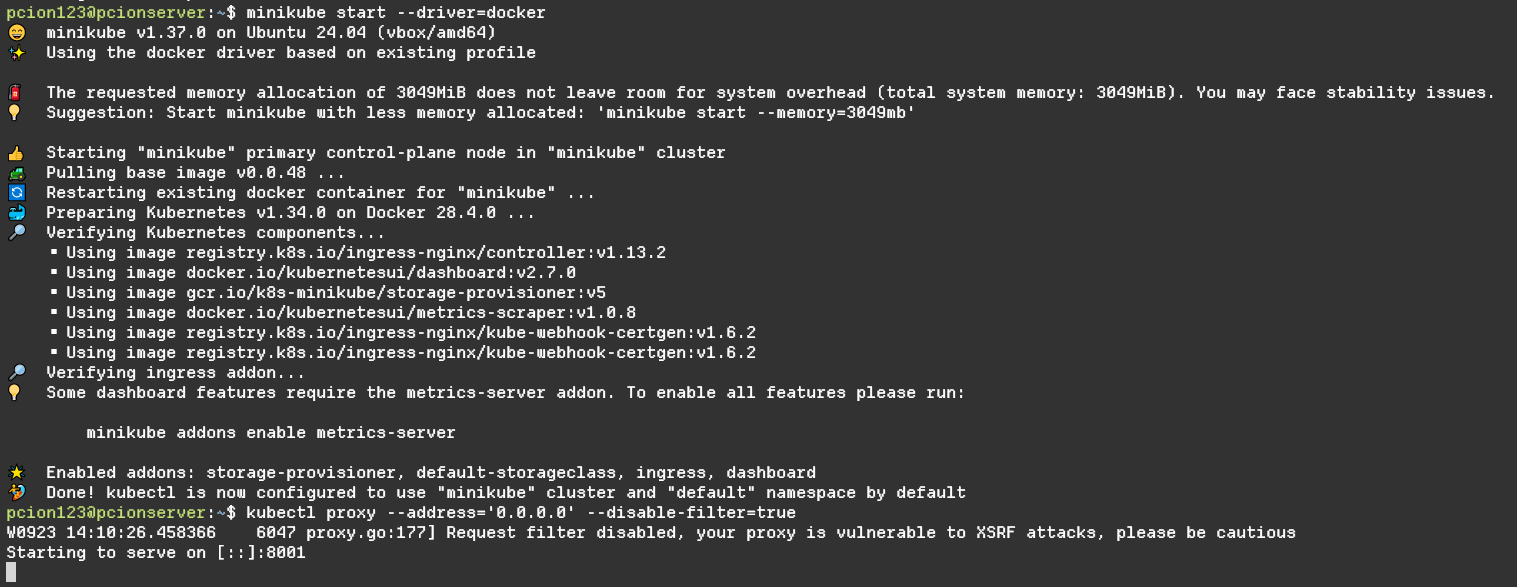 pcion123@pcionserver:~$ minikube start --driver=docker
😄  minikube v1.37.0 on Ubuntu 24.04 (vbox/amd64)
✨  Using the docker driver based on existing profile
🧯  The requested memory allocation of 3049MiB does not leave room for system overhead (total system memory: 3049MiB). You may face stability issues.
💡  Suggestion: Start minikube with less memory allocated: 'minikube start --memory=3049mb'
👍  Starting "minikube" primary control-plane node in "minikube" cluster
🚜  Pulling base image v0.0.48 ...
🔄  Restarting existing docker container for "minikube" ...
🐳  Preparing Kubernetes v1.34.0 on Docker 28.4.0 ...
🔎  Verifying Kubernetes components...
▪ Using image registry.k8s.io/ingress-nginx/controller:v1.13.2
▪ Using image docker.io/kubernetesui/dashboard:v2.7.0
▪ Using image gcr.io/k8s-minikube/storage-provisioner:v5
▪ Using image docker.io/kubernetesui/metrics-scraper:v1.0.8
▪ Using image registry.k8s.io/ingress-nginx/kube-webhook-certgen:v1.6.2
▪ Using image registry.k8s.io/ingress-nginx/kube-webhook-certgen:v1.6.2
🔎  Verifying ingress addon...
💡  Some dashboard features require the metrics-server addon. To enable all features please run:
minikube addons enable metrics-server
🌟  Enabled addons: storage-provisioner, default-storageclass, ingress, dashboard
🏄  Done! kubectl is now configured to use "minikube" cluster and "default" namespace by default
pcion123@pcionserver:~$ kubectl proxy --address='0.0.0.0' --disable-filter=true
W0923 14:10:26.458366    6047 proxy.go:177] Request filter disabled, your proxy is vulnerable to XSRF attacks, please be cautious
Starting to serve on [::]:8001